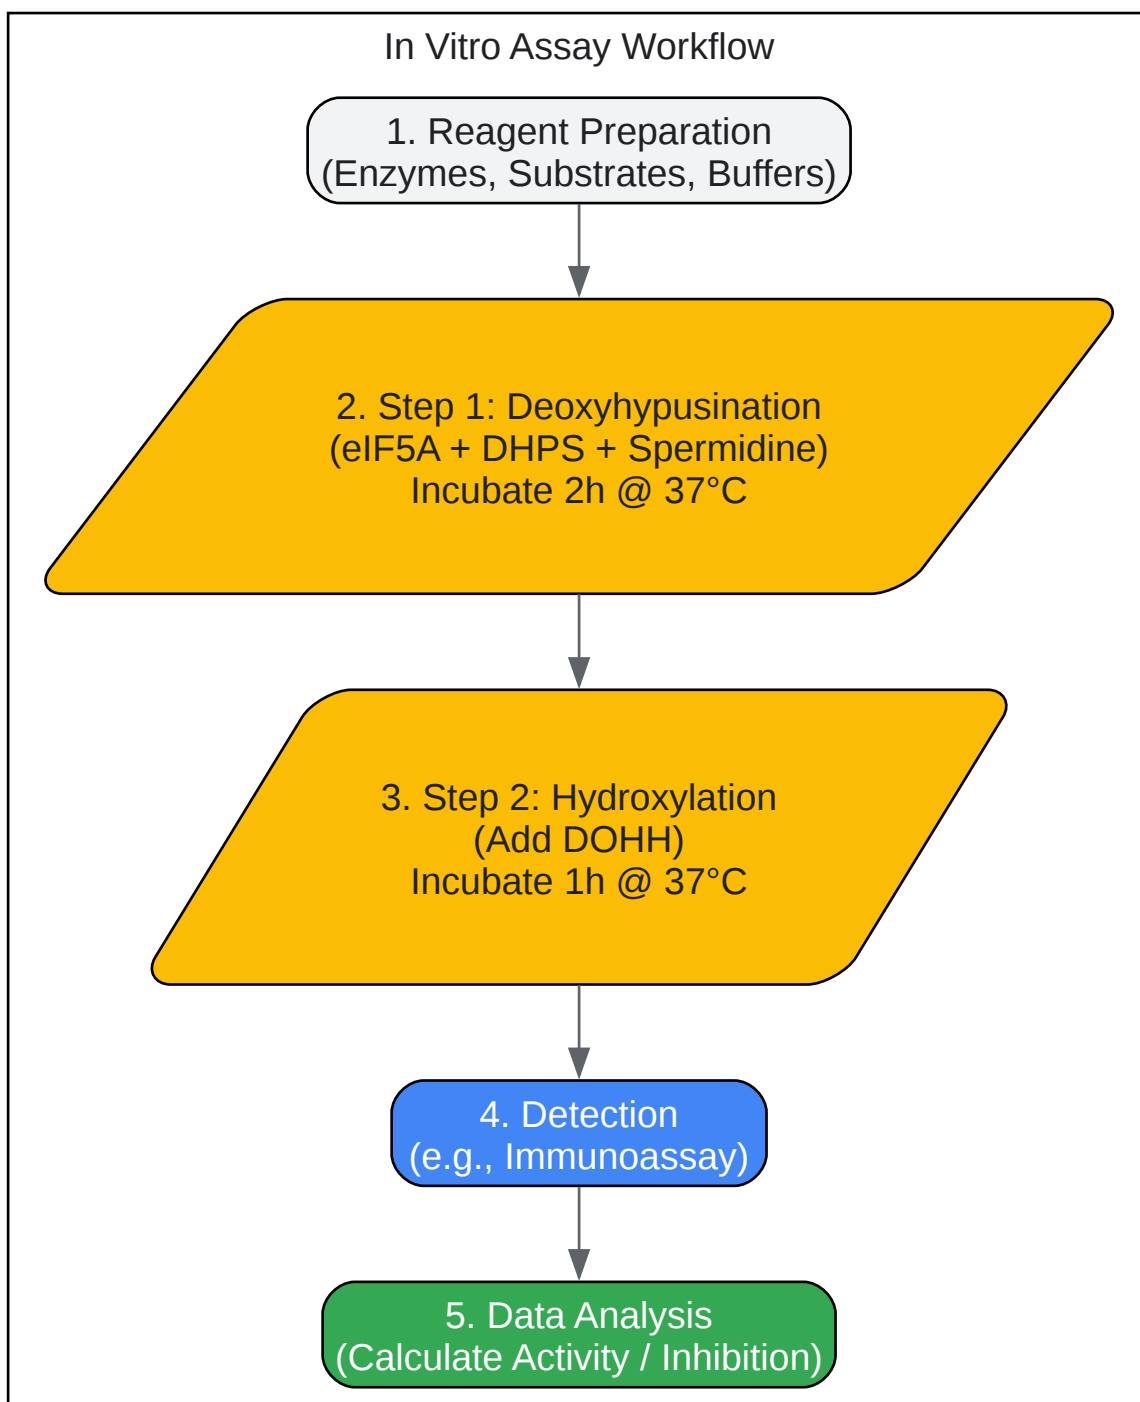 In Vitro Assay Workflow
1. Reagent Preparation
(Enzymes, Substrates, Buffers)
2. Step 1: Deoxyhypusination
(eIF5A + DHPS + Spermidine)
Incubate 2h @ 37°C
3. Step 2: Hydroxylation
(Add DOHH)
Incubate 1h @ 37°C
4. Detection
(e.g., Immunoassay)
5. Data Analysis
(Calculate Activity / Inhibition)